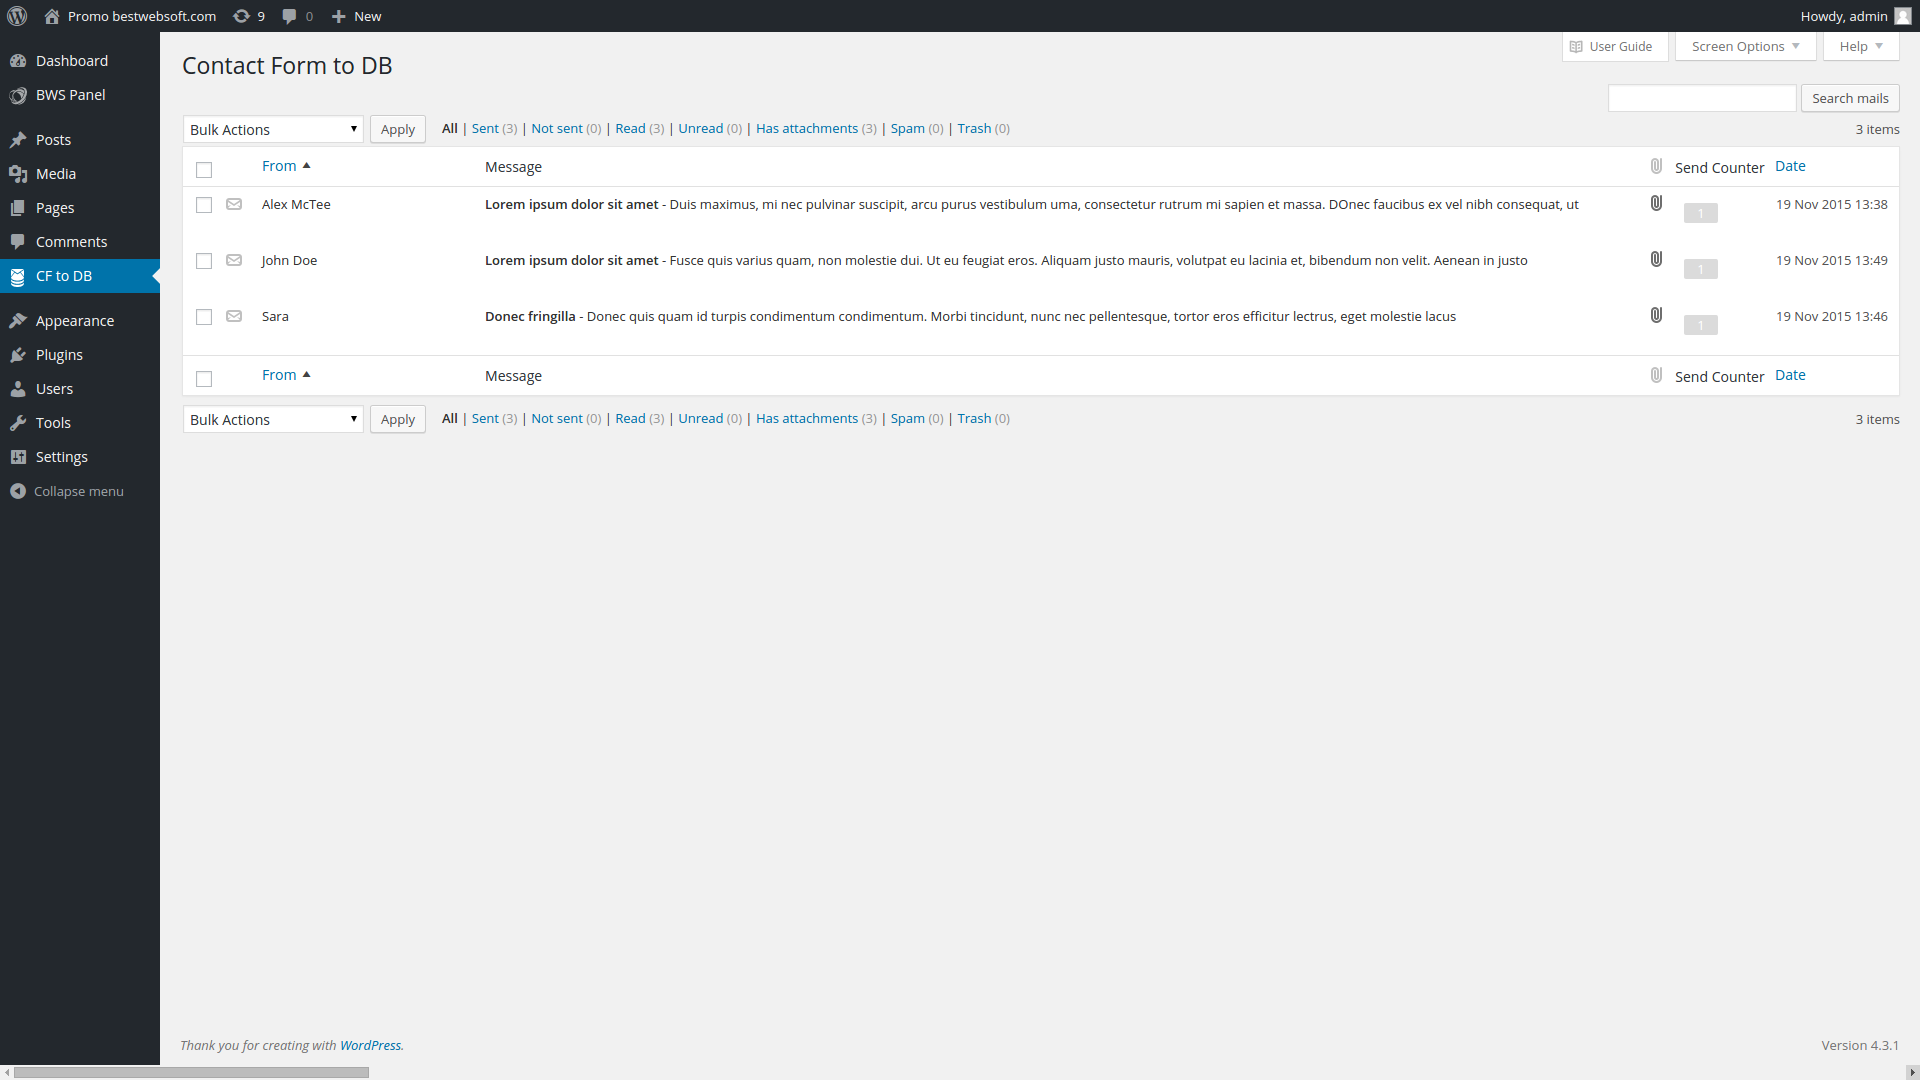 Promo bestwebsoft.com 9 0 New Howdy, admin
User Guide Screen Options Help
Dashboard
BWS Panel
Posts
Media
Pages
Comments
CF to DB
Appearance
Plugins
Users
Tools
Settings
Collapse menu
Contact Form to DB
Search mails
Bulk Actions Apply All | Sent (3) | Not sent (0) | Read (3) | Unread (0) | Has attachments (3) | Spam (0) | Trash (0) 3 items
From Message Send Counter Date
Alex McTee Lorem ipsum dolor sit amet - Duis maximus, mi nec pulvinar suscipit, arcu purus vestibulum uma, consectetur rutrum mi sapien et massa. DOnec faucibus ex vel nibh consequat, ut 1 19 Nov 2015 13:38
John Doe Lorem ipsum dolor sit amet - Fusce quis varius quam, non molestie dui. Ut eu feugiat eros. Aliquam justo mauris, volutpat eu lacinia et, bibendum non velit. Aenean in justo 1 19 Nov 2015 13:49
Sara Donec fringilla - Donec quis quam id turpis condimentum condimentum. Morbi tincidunt, nunc nec pellentesque, tortor eros efficitur lectrus, eget molestie lacus 1 19 Nov 2015 13:46
From Message Send Counter Date
Bulk Actions Apply All | Sent (3) | Not sent (0) | Read (3) | Unread (0) | Has attachments (3) | Spam (0) | Trash (0) 3 items
Thank you for creating with WordPress. Version 4.3.1